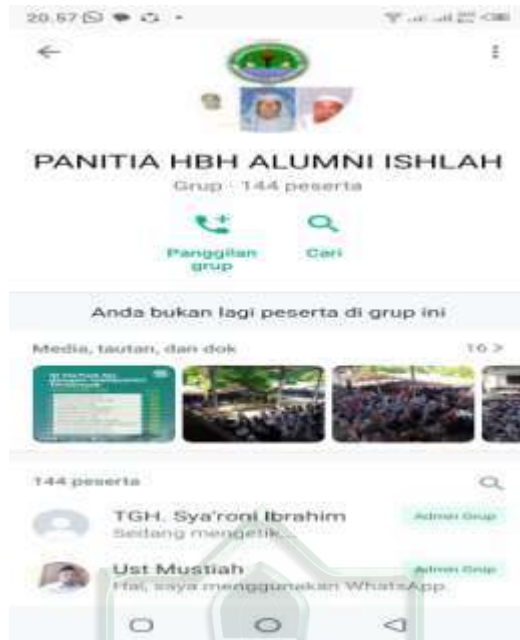 20.57
PANITIA HBH ALUMNI ISHLAH
Grup · 144 peserta
Panggilan grup
Cari
Anda bukan lagi peserta di grup ini
Media, tautan, dan dok
16 >
144 peserta
TGH. Sya'roni Ibrahim
Admin Grup
Sedang mengetik...
Ust Mustiah
Admin Grup
Hai, saya menggunakan WhatsApp.